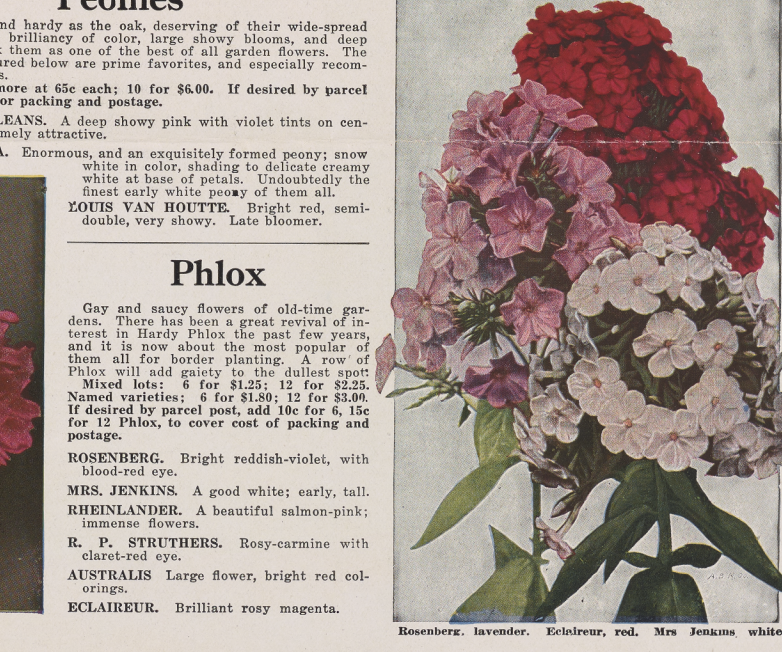 Peonies
nd hardy as the oak, deserving of their wide-spread
brilliancy of color, large showy blooms, and deep
them as one of the best of all garden flowers. The
ured below are prime favorites, and especially recom-
s.
more at 65c each; 10 for $6.00. If desired by parcel
or packing and postage.
LEANS. A deep showy pink with violet tints on cen-
mely attractive.
A. Enormous, and an exquisitely formed peony; snow
white in color, shading to delicate creamy
white at base of petals. Undoubtedly the
finest early white peony of them all.
LOUIS VAN HOUTTE. Bright red, semi-
double, very showy. Late bloomer.
Phlox
Gay and saucy flowers of old-time gar-
dens. There has been a great revival of in-
terest in Hardy Phlox the past few years,
and it is now about the most popular of
them all for border planting. A row of
Phlox will add gaiety to the dullest spot:
Mixed lots: 6 for $1.25; 12 for $2.25.
Named varieties; 6 for $1.80; 12 for $3.00.
If desired by parcel post, add 10c for 6, 15c
for 12 Phlox, to cover cost of packing and
postage.
ROSENBERG. Bright reddish-violet, with
blood-red eye.
MRS. JENKINS. A good white; early, tall.
RHEINLANDER. A beautiful salmon-pink;
immense flowers.
R. P. STRUTHERS. Rosy-carmine with
claret-red eye.
AUSTRALIS Large flower, bright red col-
orings.
ECLAIREUR. Brilliant rosy magenta.
Rosenberg, lavender. Eclaireur, red. Mrs Jenkins white